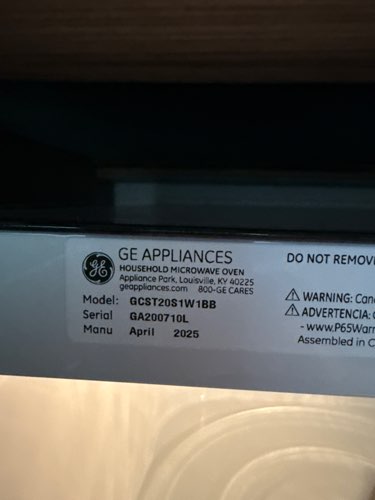 GE APPLIANCES
HOUSEHOLD MICROWAVE OVEN
Appliance Park, Louisville, KY 40225
geappliances.com 800-GE CARES
Model: GCST20S1W1BB
Serial GA200710L
Manu April 2025
DO NOT REMOV
⚠ WARNING: Can
⚠ ADVERTENCIA:
- www.P65Warn
Assembled in C